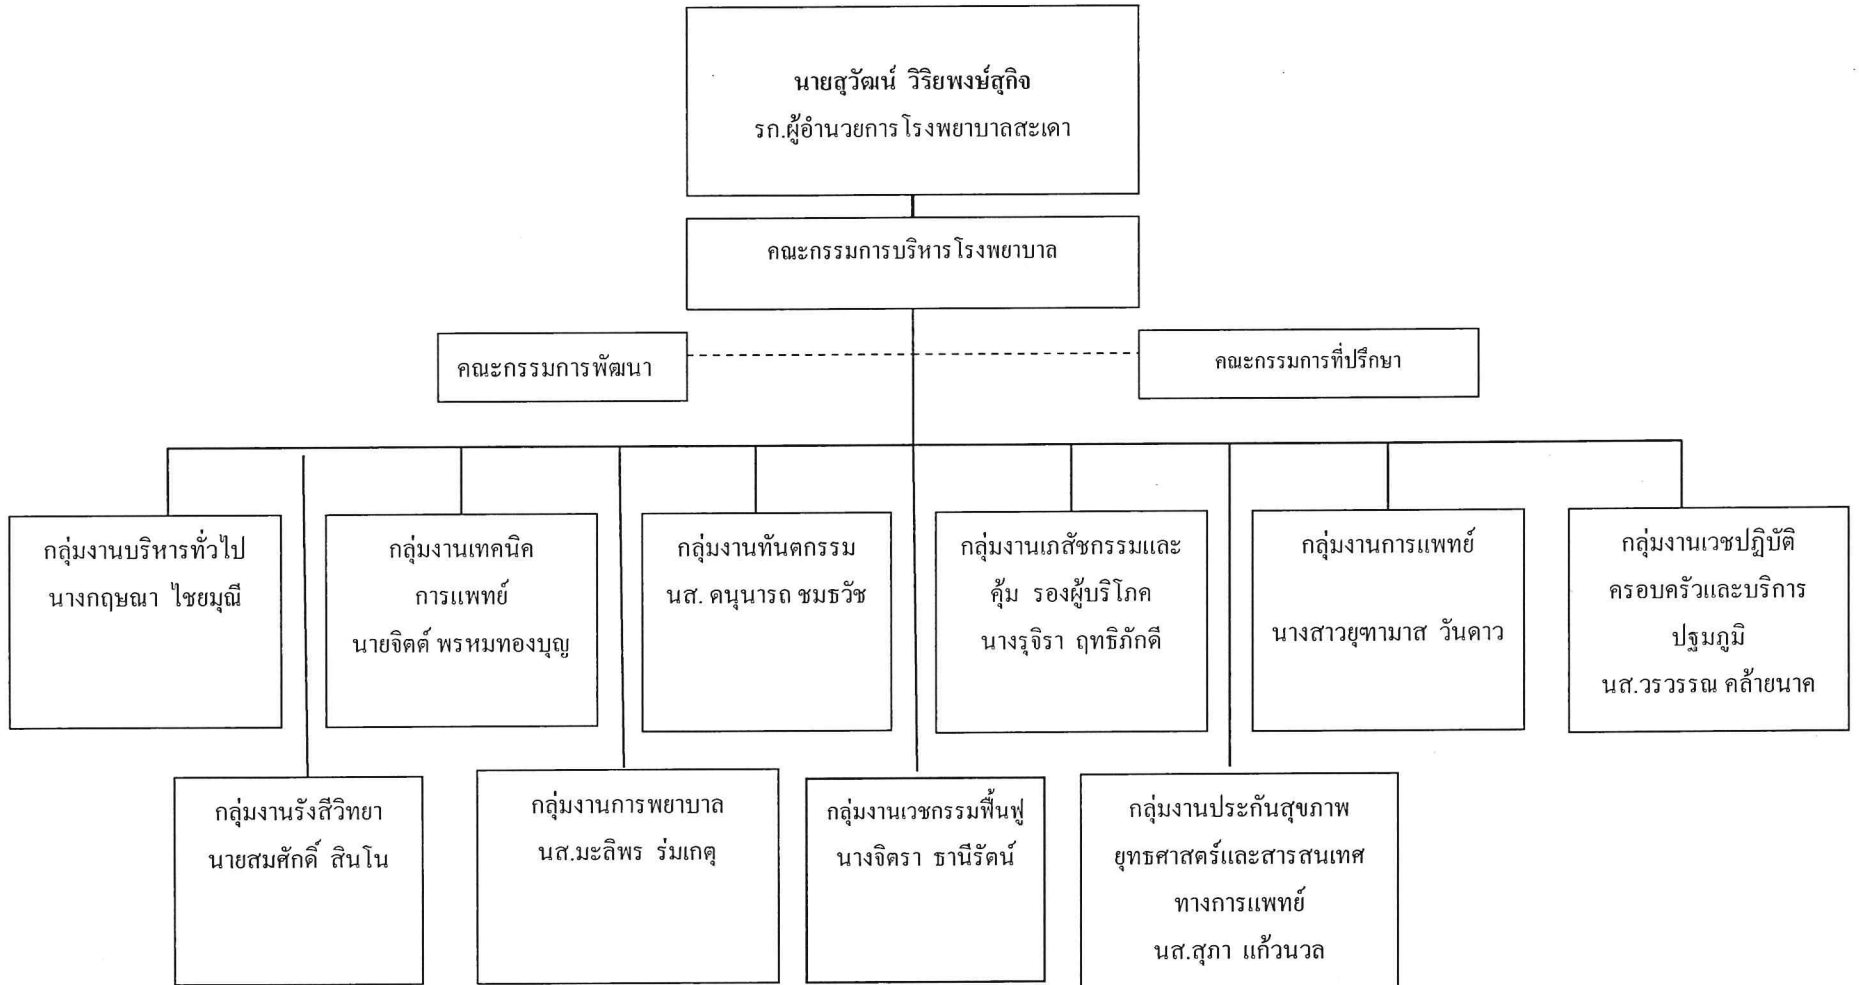 นายสุวัฒน์ วิริยพงษ์สุกิจ
รก.ผู้อำนวยการโรงพยาบาลสะเดา
คณะกรรมการบริหารโรงพยาบาล
คณะกรรมการพัฒนา
คณะกรรมการที่ปรึกษา
กลุ่มงานบริหารทั่วไป
นางกฤษณา ไชยมุณี
กลุ่มงานเทคนิค
การแพทย์
นายจิตต์ พรหมทองบุญ
กลุ่มงานทันตกรรม
นส. คนุนารถ ชมธวัช
กลุ่มงานเภสัชกรรมและ
คุ้ม รองผู้บริโภค
นางรุจิรา ฤทธิภักดี
กลุ่มงานการแพทย์
นางสาวยุฑามาส วันดาว
กลุ่มงานเวชปฏิบัติ
ครอบครัวและบริการ
ปฐมภูมิ
นส.วรวรรณ คล้ายนาค
กลุ่มงานรังสีวิทยา
นายสมศักดิ์ สินโน
กลุ่มงานการพยาบาล
นส.มะลิพร ร่มเกตุ
กลุ่มงานเวชกรรมฟื้นฟู
นางจิตรา ธานีรัตน์
กลุ่มงานประกันสุขภาพ
ยุทธศาสตร์และสารสนเทศ
ทางการแพทย์
นส.สุภา แก้วนวล